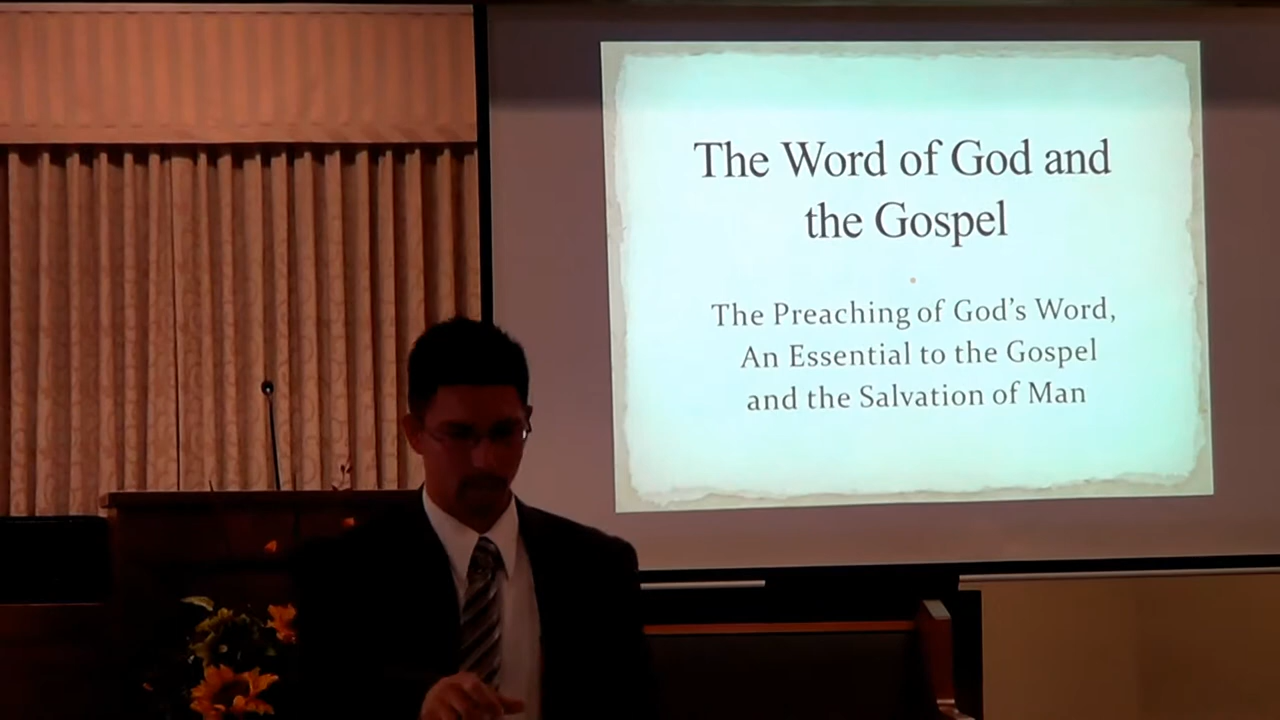 The Word of God and
the Gospel
The Preaching of God’s Word,
An Essential to the Gospel
and the Salvation of Man